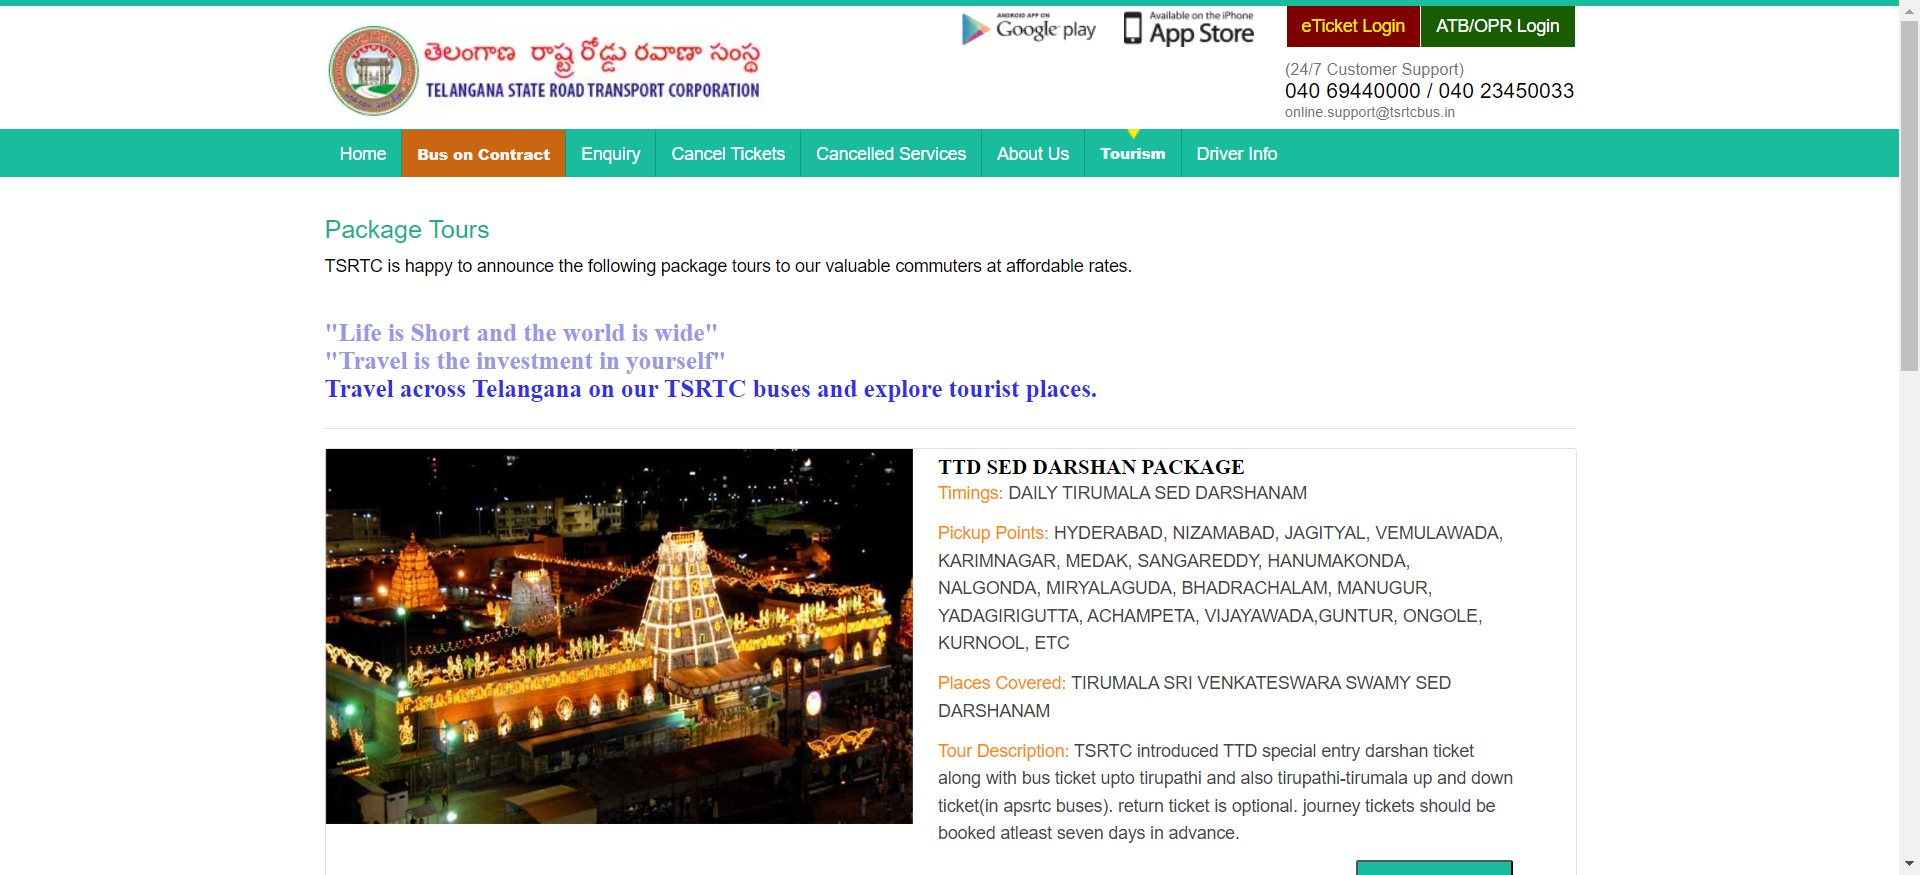 ANDROID APP ON
Google play
Available on the iPhone
App Store
eTicket Login
ATB/OPR Login
తెలంగాణ రాష్ట్ర రోడ్డు రవాణా సంస్థ
TELANGANA STATE ROAD TRANSPORT CORPORATION
(24/7 Customer Support)
040 69440000 / 040 23450033
online.support@tsrtcbus.in
Home
Bus on Contract
Enquiry
Cancel Tickets
Cancelled Services
About Us
Tourism
Driver Info
Package Tours
TSRTC is happy to announce the following package tours to our valuable commuters at affordable rates.
"Life is Short and the world is wide"
"Travel is the investment in yourself"
Travel across Telangana on our TSRTC buses and explore tourist places.
TTD SED DARSHAN PACKAGE
Timings: DAILY TIRUMALA SED DARSHANAM
Pickup Points: HYDERABAD, NIZAMABAD, JAGITYAL, VEMULAWADA,
KARIMNAGAR, MEDAK, SANGAREDDY, HANUMAKONDA,
NALGONDA, MIRYALAGUDA, BHADRACHALAM, MANUGUR,
YADAGIRIGUTTA, ACHAMPETA, VIJAYAWADA,GUNTUR, ONGOLE,
KURNOOL, ETC
Places Covered: TIRUMALA SRI VENKATESWARA SWAMY SED
DARSHANAM
Tour Description: TSRTC introduced TTD special entry darshan ticket
along with bus ticket upto tirupathi and also tirupathi-tirumala up and down
ticket(in apsrtc buses). return ticket is optional. journey tickets should be
booked atleast seven days in advance.